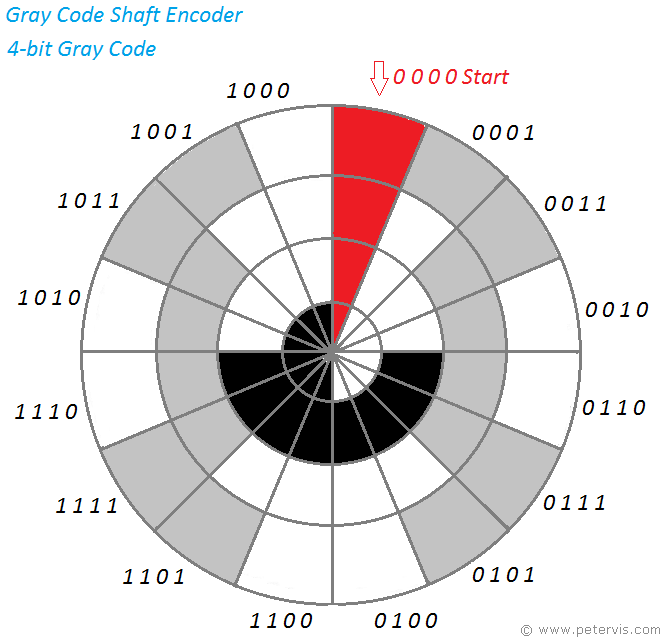 Gray Code Shaft Encoder
4-bit Gray Code
0 0 0 0 Start
1 0 0 0
0 0 0 1
1 0 0 1
0 0 1 1
1 0 1 1
0 0 1 0
1 0 1 0
0 1 1 0
1 1 1 0
0 1 1 1
1 1 1 1
0 1 0 1
1 1 0 1
1 1 0 0
0 1 0 0
© www.petervis.com